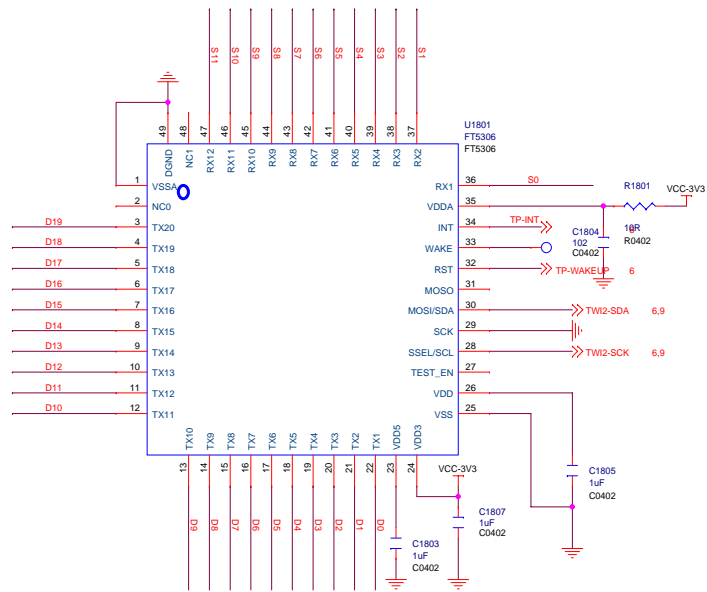 S11 S10 S9 S8 S7 S6 S5 S4 S3 S2 S1
49 48 47 46 45 44 43 42 41 40 39 38 37
DGND NC1 RX12 RX11 RX10 RX9 RX8 RX7 RX6 RX5 RX4 RX3 RX2
U1801
FT5306
FT5306
1 VSSA
2 NC0
D19 3 TX20
D18 4 TX19
D17 5 TX18
D16 6 TX17
D15 7 TX16
D14 8 TX15
D13 9 TX14
D12 10 TX13
D11 11 TX12
D10 12 TX11
RX1 36 S0
VDDA 35
INT 34 TP-INT 6
WAKE 33
RST 32 TP-WAKEUP 6
MOSO 31
MOSI/SDA 30 TWI2-SDA 6,9
SCK 29
SSEL/SCL 28 TWI2-SCK 6,9
TEST_EN 27
VDD 26
VSS 25
R1801
VCC-3V3
10R
R0402
C1804
102
C0402
TX10 TX9 TX8 TX7 TX6 TX5 TX4 TX3 TX2 TX1 VDD5 VDD3
13 14 15 16 17 18 19 20 21 22 23 24
D9 D8 D7 D6 D5 D4 D3 D2 D1 D0
VCC-3V3
C1805
1uF
C0402
C1807
1uF
C0402
C1803
1uF
C0402